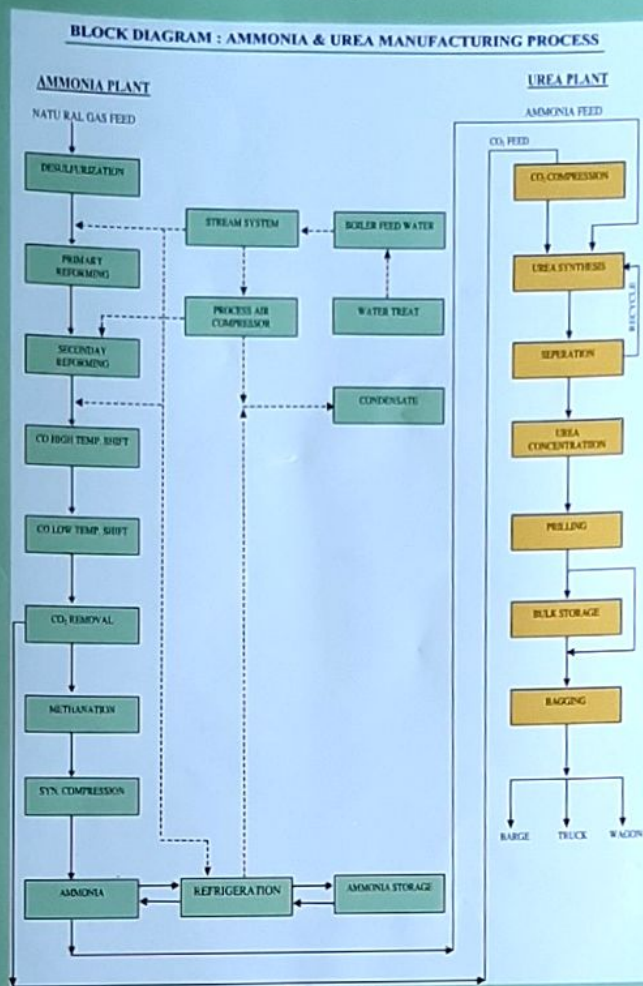 BLOCK DIAGRAM : AMMONIA & UREA MANUFACTURING PROCESS
AMMONIA PLANT
NATURAL GAS FEED
DESULFURIZATION
PRIMARY
REFORMING
SECONDAY
REFORMING
CO HIGH TEMP. SHIFT
CO LOW TEMP. SHIFT
CO₂ REMOVAL
METHANATION
SYN. COMPRESSION
AMMONIA
STREAM SYSTEM
BOILER FEED WATER
PROCESS AIR
COMPRESSOR
WATER TREAT
CONDENSATE
REFRIGERATION
AMMONIA STORAGE
UREA PLANT
AMMONIA FEED
CO₂ FEED
CO₂ COMPRESSION
UREA SYNTHESIS
RECYCLE
SEPERATION
UREA
CONCENTRATION
PRILLING
BULK STORAGE
BAGGING
BARGE
TRUCK
WAGON